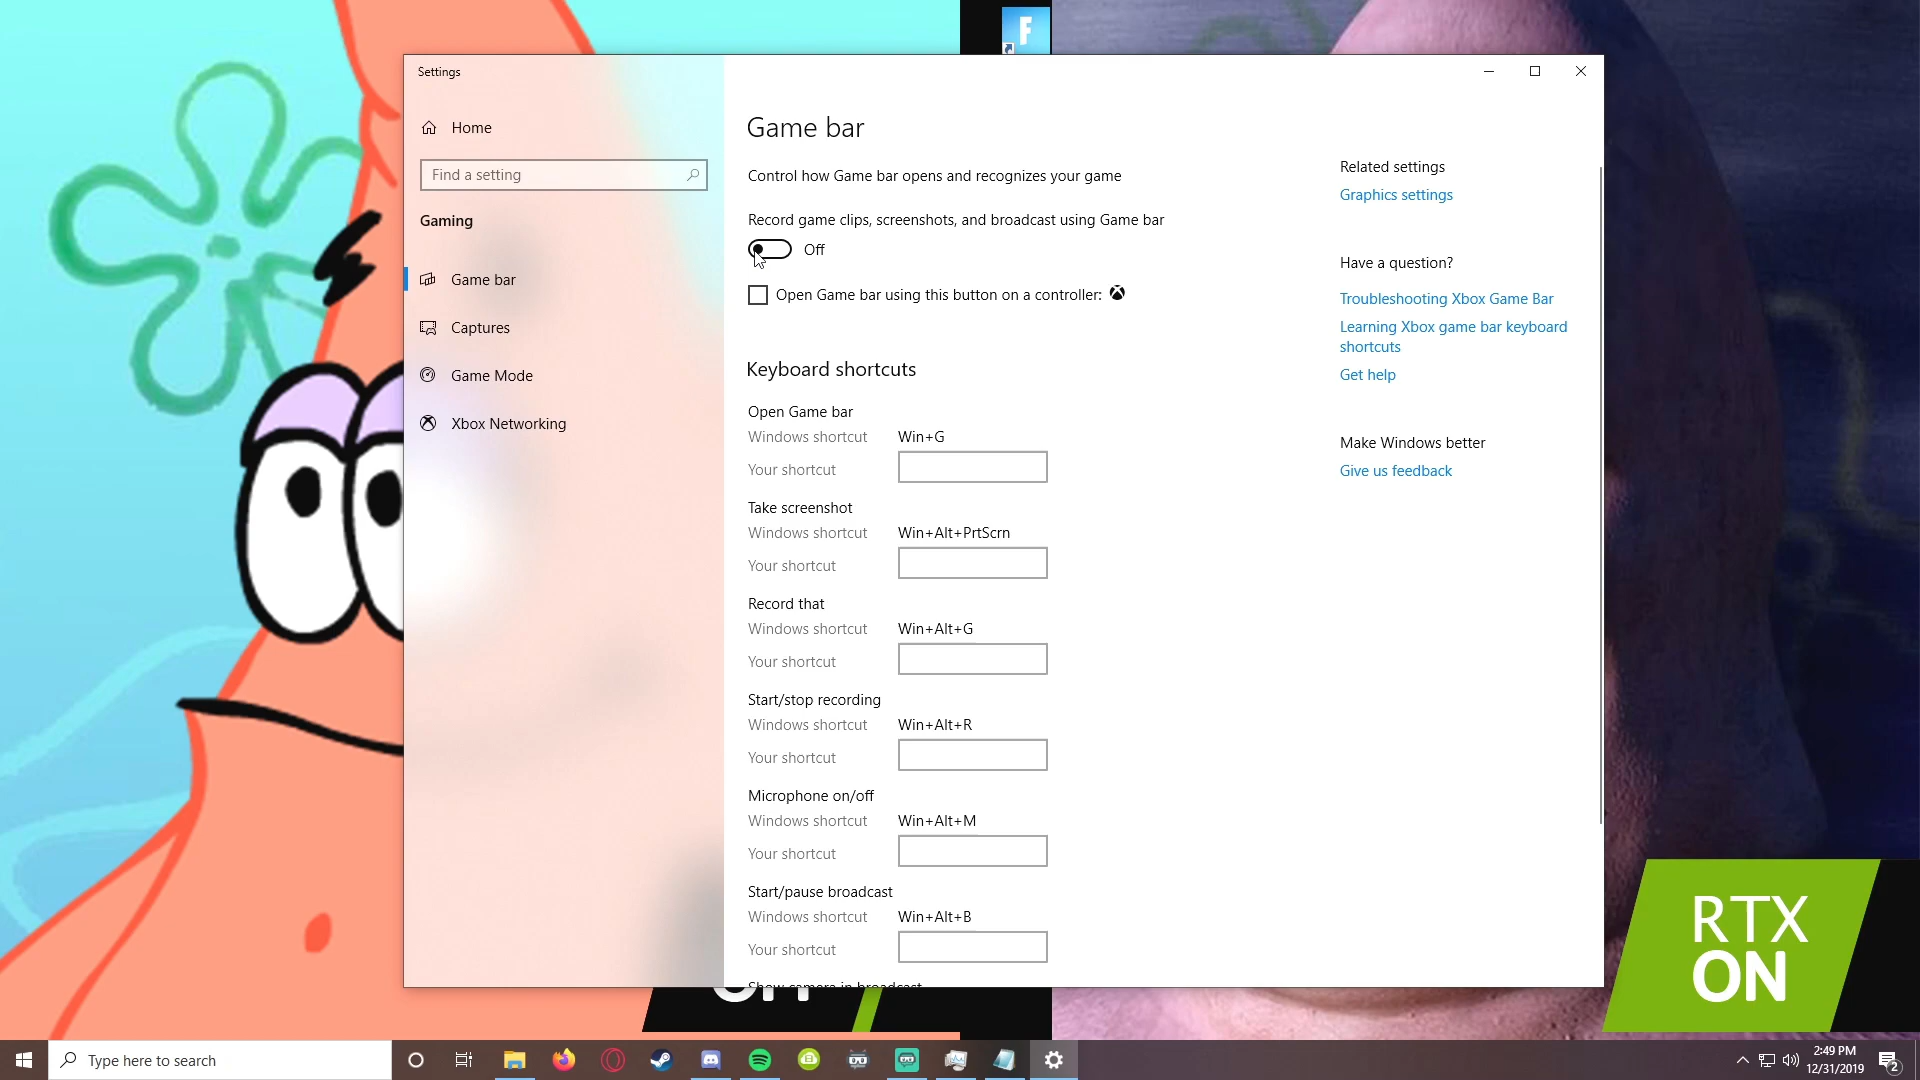 Settings
Home
Find a setting
Gaming
Game bar
Captures
Game Mode
Xbox Networking
Game bar
Control how Game bar opens and recognizes your game
Record game clips, screenshots, and broadcast using Game bar
Off
Open Game bar using this button on a controller:
Keyboard shortcuts
Open Game bar
Windows shortcut Win+G
Your shortcut
Take screenshot
Windows shortcut Win+Alt+PrtScrn
Your shortcut
Record that
Windows shortcut Win+Alt+G
Your shortcut
Start/stop recording
Windows shortcut Win+Alt+R
Your shortcut
Microphone on/off
Windows shortcut Win+Alt+M
Your shortcut
Start/pause broadcast
Windows shortcut Win+Alt+B
Your shortcut
Show camera in broadcast
Related settings
Graphics settings
Have a question?
Troubleshooting Xbox Game Bar
Learning Xbox game bar keyboard
shortcuts
Get help
Make Windows better
Give us feedback
RTX
ON
Type here to search
2:49 PM
12/31/2019
2